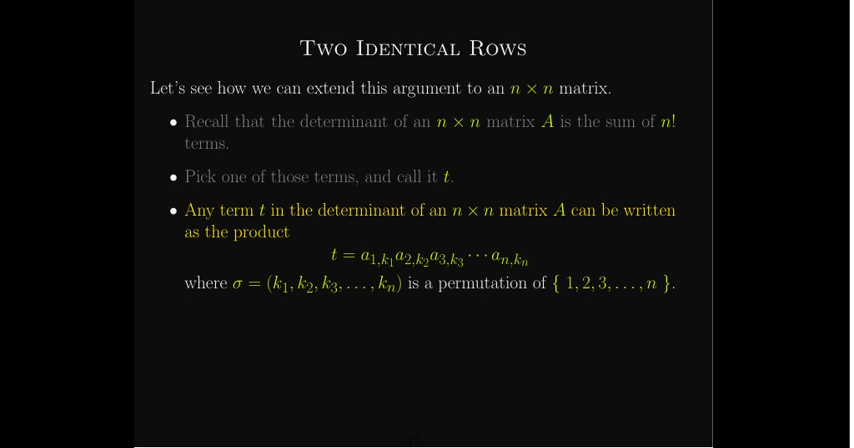 Two Identical Rows
Let's see how we can extend this argument to an n × n matrix.
• Recall that the determinant of an n × n matrix A is the sum of n!
terms.
• Pick one of those terms, and call it t.
• Any term t in the determinant of an n × n matrix A can be written
as the product
t = a_{1,k_1} a_{2,k_2} a_{3,k_3} ⋯ a_{n,k_n}
where σ = (k_1, k_2, k_3, . . . , k_n) is a permutation of { 1, 2, 3, . . . , n }.